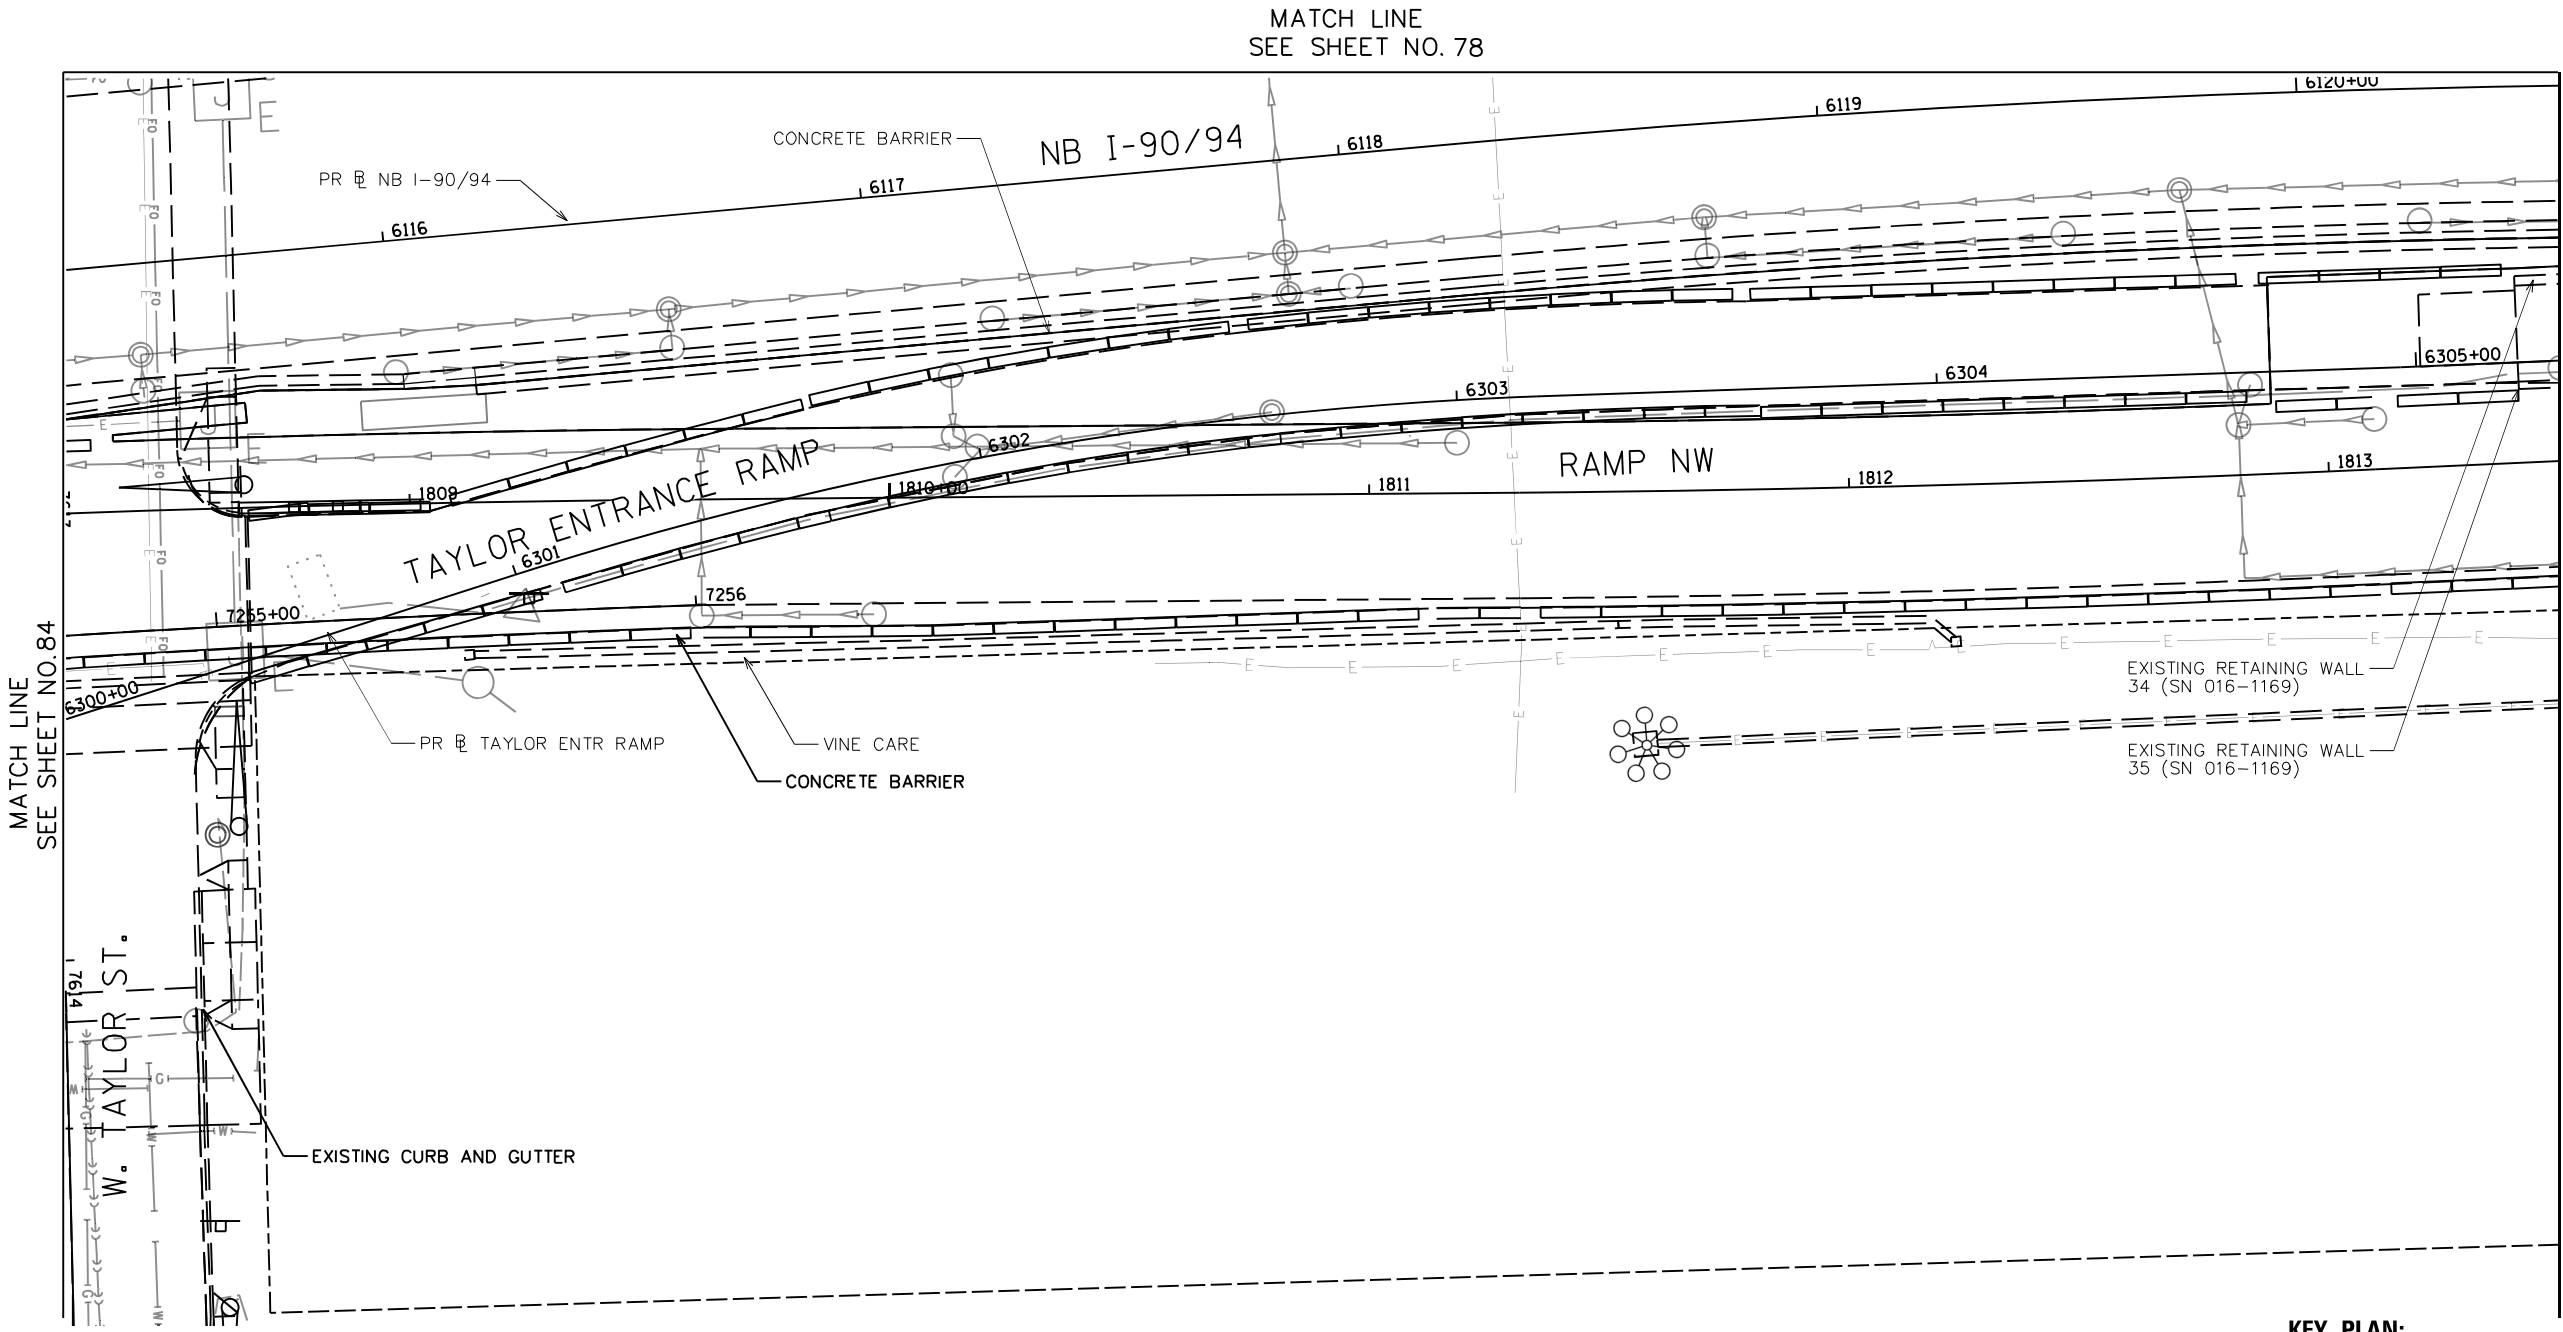 MATCH LINE
SEE SHEET NO. 78
6120+00
6119
6118
6117
6116
NB I-90/94
CONCRETE BARRIER
PR ⅊ NB I-90/94
J
E
FO
E
FO
E
FO
E
FO
E
6305+00
6304
6303
6302
6301
6300+00
TAYLOR ENTRANCE RAMP
RAMP NW
1809
1810+00
1811
1812
1813
7255+00
7256
MATCH LINE
SEE SHEET NO. 84
PR ⅊ TAYLOR ENTR RAMP
VINE CARE
CONCRETE BARRIER
EXISTING RETAINING WALL
34 (SN 016-1169)
EXISTING RETAINING WALL
35 (SN 016-1169)
E E E E E E E E E E E E
W. TAYLOR ST.
7614
G
W
W
G
EXISTING CURB AND GUTTER
KEY PLAN: